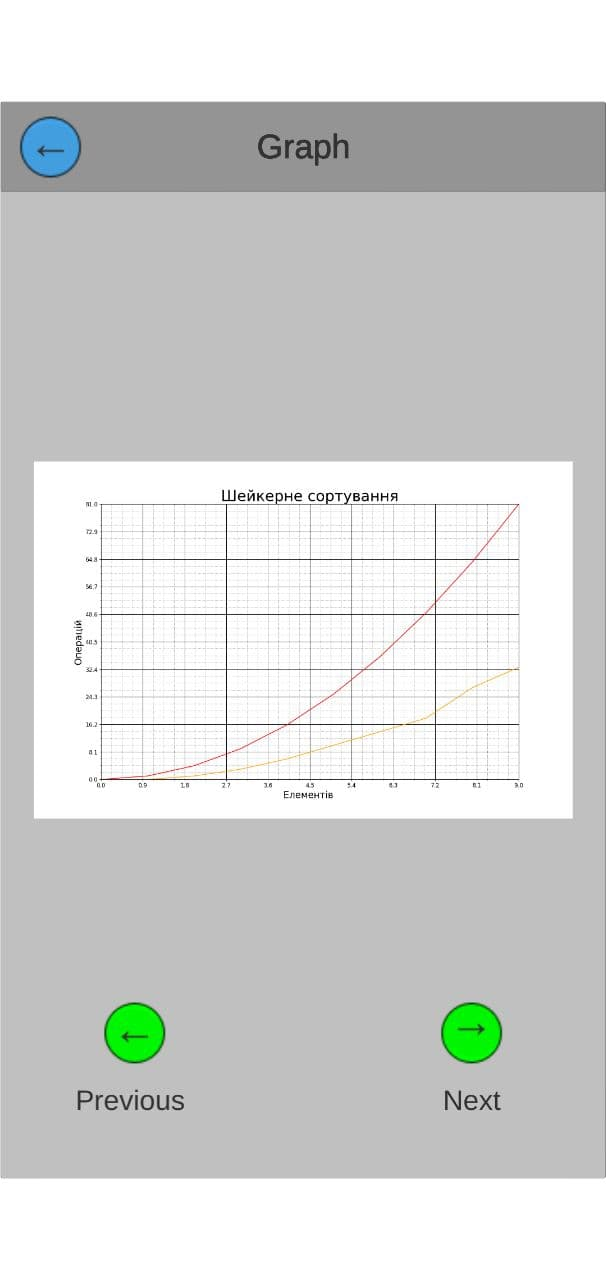 ←
Graph
Шейкерне сортування
81.0
72.9
64.8
56.7
48.6
40.5
32.4
24.3
16.2
8.1
0.0
Операцій
0.0 0.9 1.8 2.7 3.6 4.5 5.4 6.3 7.2 8.1 9.0
Елементів
← →
Previous Next